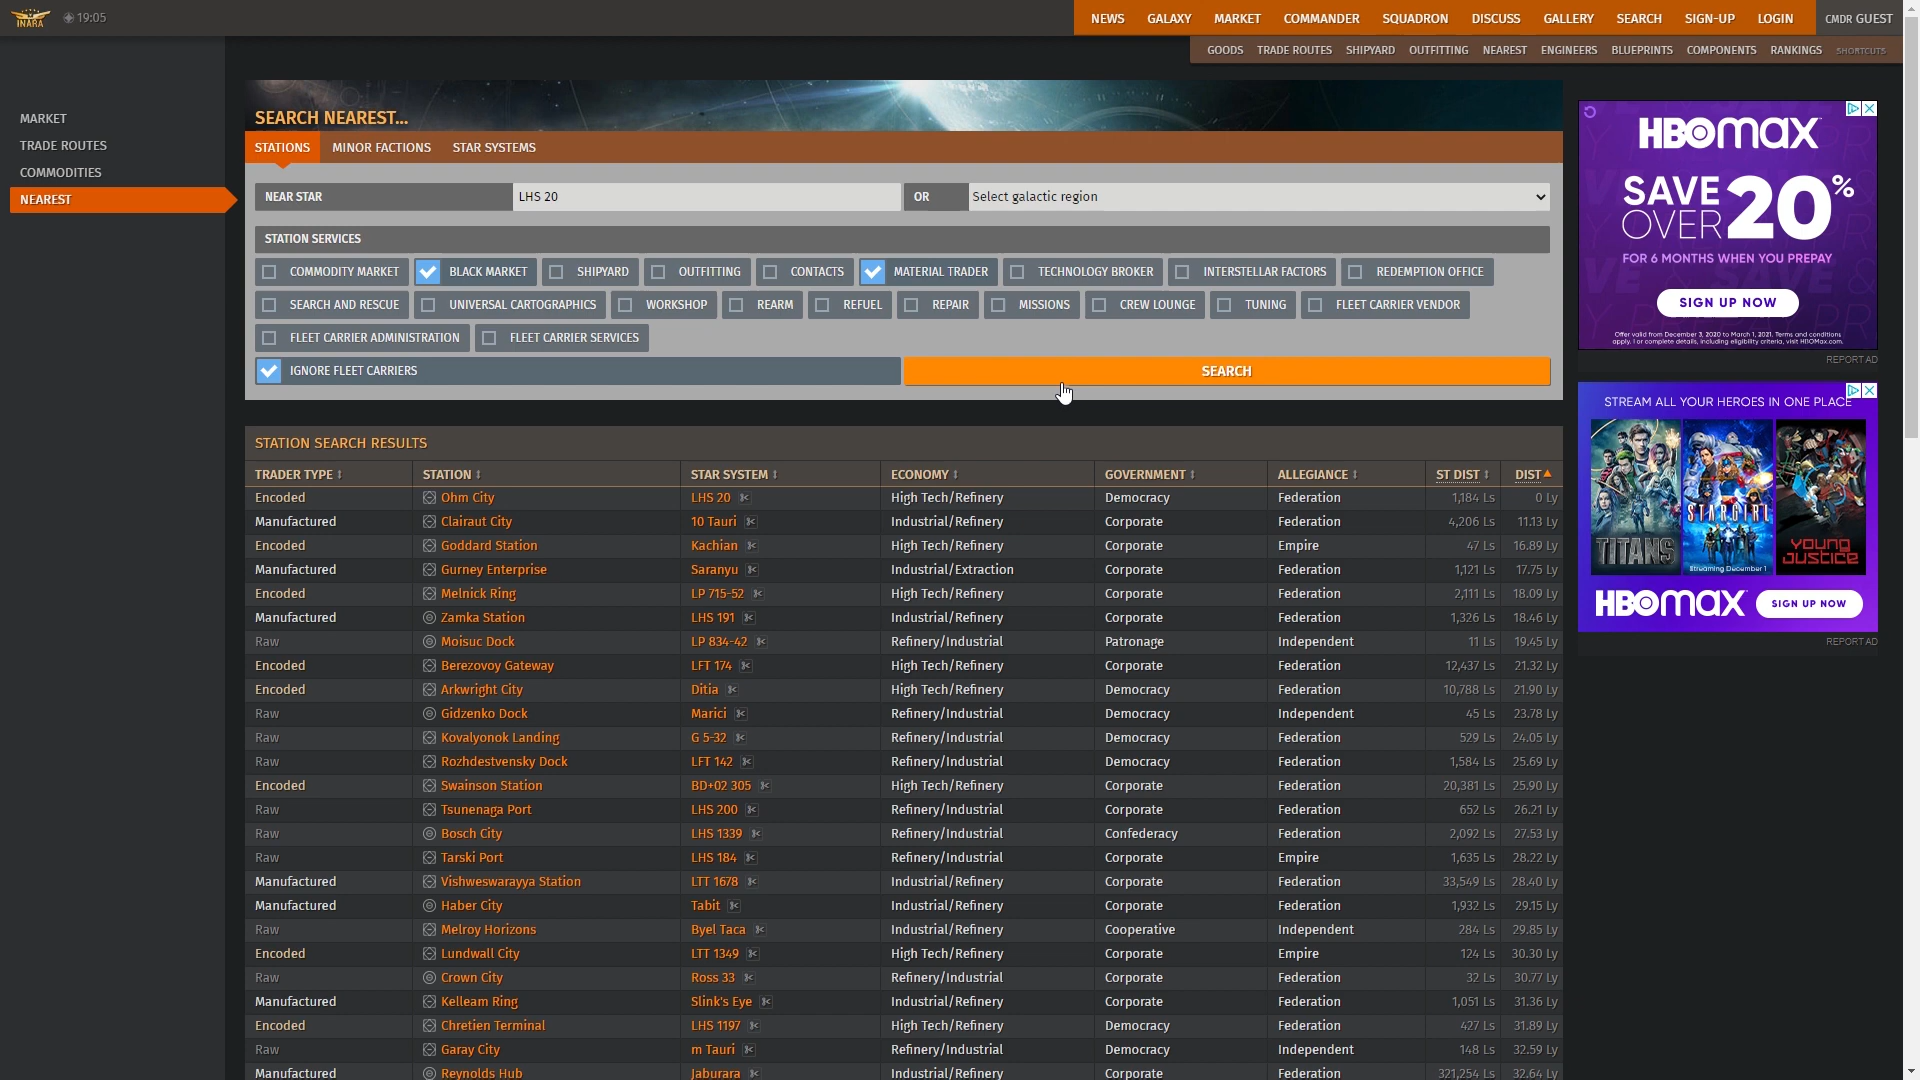 INARA
19:05
NEWS GALAXY MARKET COMMANDER SQUADRON DISCUSS GALLERY SEARCH SIGN-UP LOGIN CMDR GUEST
GOODS TRADE ROUTES SHIPYARD OUTFITTING NEAREST ENGINEERS BLUEPRINTS COMPONENTS RANKINGS SHORTCUTS
MARKET
TRADE ROUTES
COMMODITIES
NEAREST
SEARCH NEAREST...
STATIONS MINOR FACTIONS STAR SYSTEMS
NEAR STAR LHS 20 OR Select galactic region
STATION SERVICES
COMMODITY MARKET BLACK MARKET SHIPYARD OUTFITTING CONTACTS MATERIAL TRADER TECHNOLOGY BROKER INTERSTELLAR FACTORS REDEMPTION OFFICE
SEARCH AND RESCUE UNIVERSAL CARTOGRAPHICS WORKSHOP REARM REFUEL REPAIR MISSIONS CREW LOUNGE TUNING FLEET CARRIER VENDOR
FLEET CARRIER ADMINISTRATION FLEET CARRIER SERVICES
IGNORE FLEET CARRIERS SEARCH
STATION SEARCH RESULTS
TRADER TYPE STATION STAR SYSTEM ECONOMY GOVERNMENT ALLEGIANCE ST DIST DIST
Encoded Ohm City LHS 20 High Tech/Refinery Democracy Federation 1,184 Ls 0 Ly
Manufactured Clairaut City 10 Tauri Industrial/Refinery Corporate Federation 4,206 Ls 11.13 Ly
Encoded Goddard Station Kachian High Tech/Refinery Corporate Empire 47 Ls 16.89 Ly
Manufactured Gurney Enterprise Saranyu Industrial/Extraction Corporate Federation 1,121 Ls 17.75 Ly
Encoded Melnick Ring LP 715-52 High Tech/Refinery Corporate Federation 2,111 Ls 18.09 Ly
Manufactured Zamka Station LHS 191 Industrial/Refinery Corporate Federation 1,326 Ls 18.46 Ly
Raw Moisuc Dock LP 834-42 Refinery/Industrial Patronage Independent 11 Ls 19.45 Ly
Encoded Berezovoy Gateway LFT 174 High Tech/Refinery Corporate Federation 12,437 Ls 21.32 Ly
Encoded Arkwright City Ditia High Tech/Refinery Democracy Federation 10,788 Ls 21.90 Ly
Raw Gidzenko Dock Marici Refinery/Industrial Democracy Independent 45 Ls 23.78 Ly
Raw Kovalyonok Landing G 5-32 Refinery/Industrial Democracy Federation 529 Ls 24.05 Ly
Raw Rozhdestvensky Dock LFT 142 Refinery/Industrial Democracy Federation 1,584 Ls 25.69 Ly
Encoded Swainson Station BD+02 305 High Tech/Refinery Corporate Federation 20,381 Ls 25.90 Ly
Raw Tsunenaga Port LHS 200 Refinery/Industrial Corporate Federation 652 Ls 26.21 Ly
Raw Bosch City LHS 1339 Refinery/Industrial Confederacy Federation 2,092 Ls 27.53 Ly
Raw Tarski Port LHS 184 Refinery/Industrial Corporate Empire 1,635 Ls 28.22 Ly
Manufactured Vishweswarayya Station LTT 1678 Industrial/Refinery Corporate Federation 33,549 Ls 28.40 Ly
Manufactured Haber City Tabit Industrial/Refinery Corporate Federation 1,932 Ls 29.15 Ly
Raw Melroy Horizons Byel Taca Industrial/Refinery Cooperative Independent 284 Ls 29.85 Ly
Encoded Lundwall City LTT 1349 High Tech/Refinery Corporate Empire 124 Ls 30.30 Ly
Raw Crown City Ross 33 Refinery/Industrial Corporate Federation 32 Ls 30.77 Ly
Manufactured Kelleam Ring Slink's Eye Industrial/Refinery Corporate Federation 1,051 Ls 31.36 Ly
Encoded Chretien Terminal LHS 1197 High Tech/Refinery Democracy Federation 427 Ls 31.89 Ly
Raw Garay City m Tauri Refinery/Industrial Democracy Independent 148 Ls 32.59 Ly
Manufactured Reynolds Hub Jaburara Industrial/Refinery Corporate Federation 321,254 Ls 32.64 Ly
HBOmax
SAVE
OVER 20%
FOR 6 MONTHS WHEN YOU PREPAY
SIGN UP NOW
Offer valid from December 3, 2020 to March 1, 2021. Terms and conditions
apply. For complete details, including eligibility criteria, visit HBOMax.com.
REPORT AD
STREAM ALL YOUR HEROES IN ONE PLACE
TITANS STARGIRL YOUNG JUSTICE
Streaming December 1
HBOmax SIGN UP NOW
REPORT AD